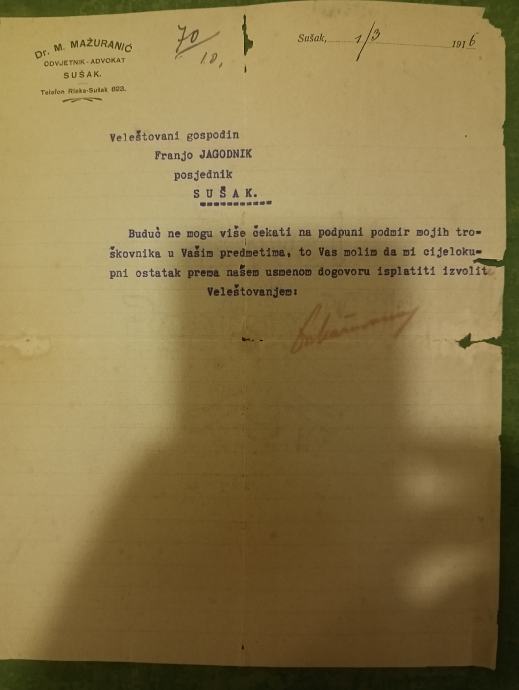 Dr. M. MAŽURANIĆ
ODVJETNIK-ADVOKAT
SUŠAK.
Telefon Rieka-Sušak 623.
70/
10.
Sušak, 1/3 1916
Veleštovani gospodin
Franjo JAGODNIK
posjednik
SUŠAK.
Buduć ne mogu više čekati na podpuni podmir mojih tro-
škovnika u Vašim predmetima, to Vas molim da mi cijeloku-
pni ostatak prema našem usmenom dogovoru isplatiti izvolit
Veleštovanjem: